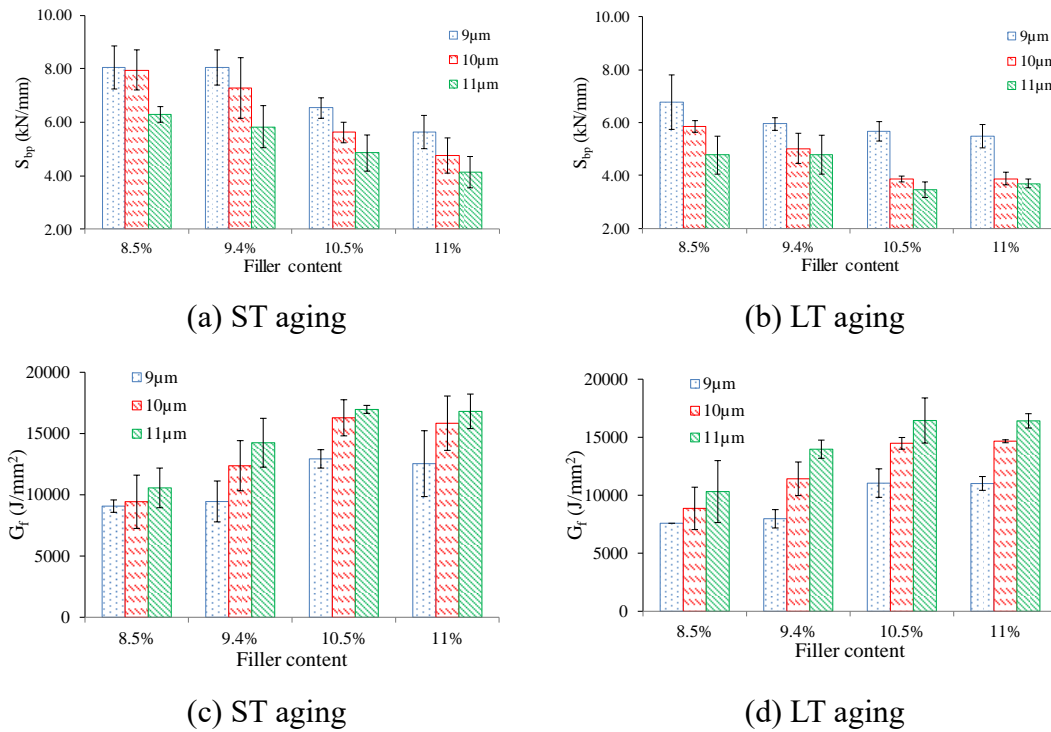 10.00
8.00
6.00
4.00
2.00
S_bp (kN/mm)
9µm
10µm
11µm
8.5% 9.4% 10.5% 11%
Filler content
(a) ST aging
10.00
8.00
6.00
4.00
2.00
S_bp (kN/mm)
9µm
10µm
11µm
8.5% 9.4% 10.5% 11%
Filler content
(b) LT aging
20000
15000
10000
5000
0
G_f (J/mm²)
9µm
10µm
11µm
8.5% 9.4% 10.5% 11%
Filler content
(c) ST aging
20000
15000
10000
5000
0
G_f (J/mm²)
9µm
10µm
11µm
8.5% 9.4% 10.5% 11%
Filler content
(d) LT aging